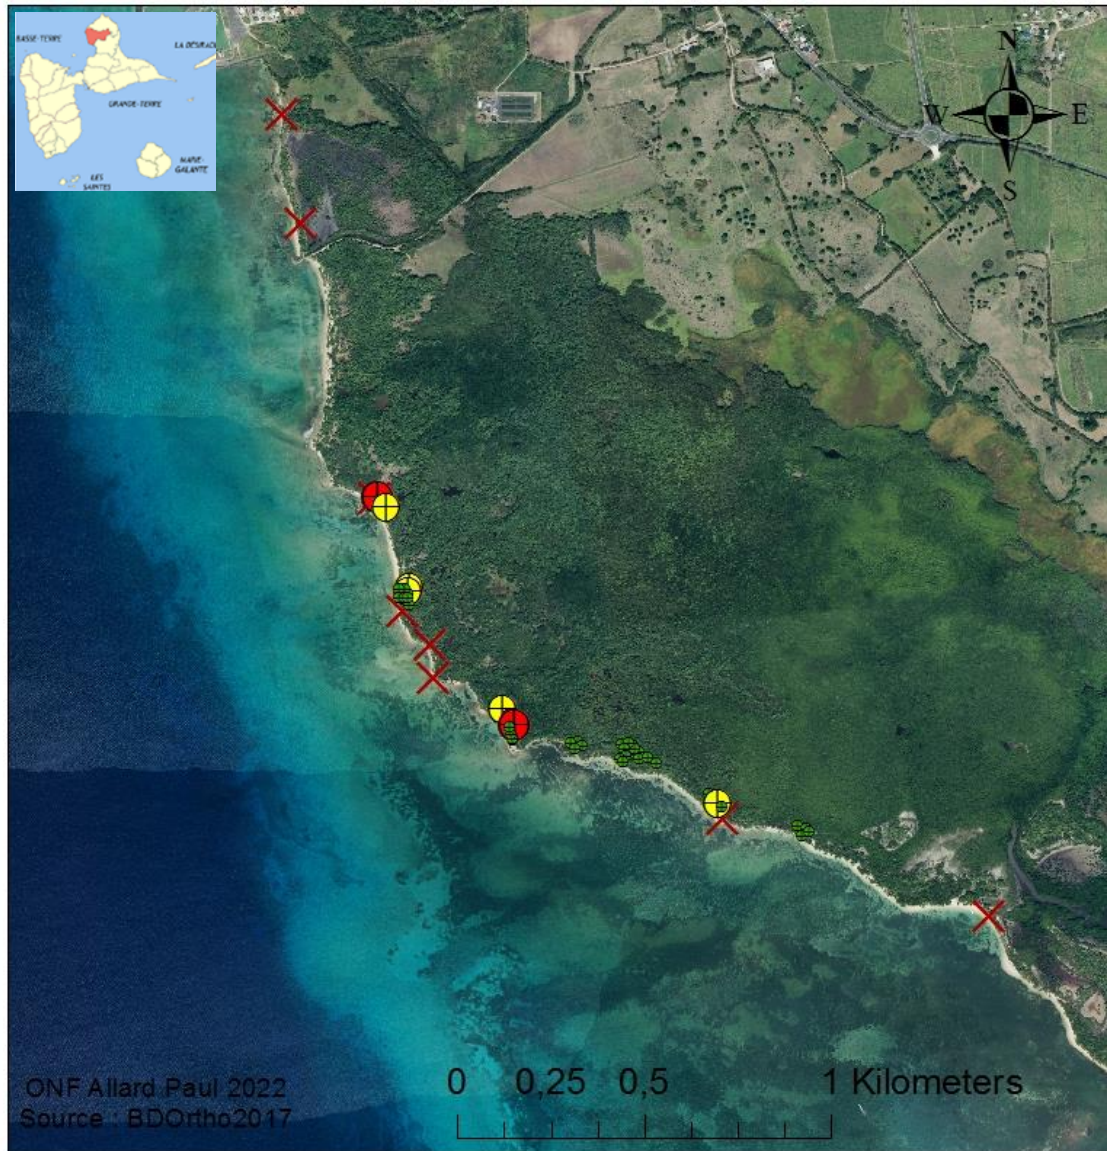 BASSE-TERRE
LA DÉSIRADE
GRANDE-TERRE
MARIE-
GALANTE
LES
SAINTES
N
W
E
S
ONF Allard Paul 2022
Source : BDOrtho2017
0 0,25 0,5 1 Kilometers